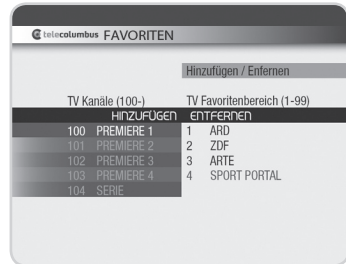 telecolumbus FAVORITEN
Hinzufügen / Entfernen
TV Kanäle (100-) TV Favoritenbereich (1-99)
HINZUFÜGEN ENTFERNEN
100 PREMIERE 1 1 ARD
101 PREMIERE 2 2 ZDF
102 PREMIERE 3 3 ARTE
103 PREMIERE 4 4 SPORT PORTAL
104 SERIE